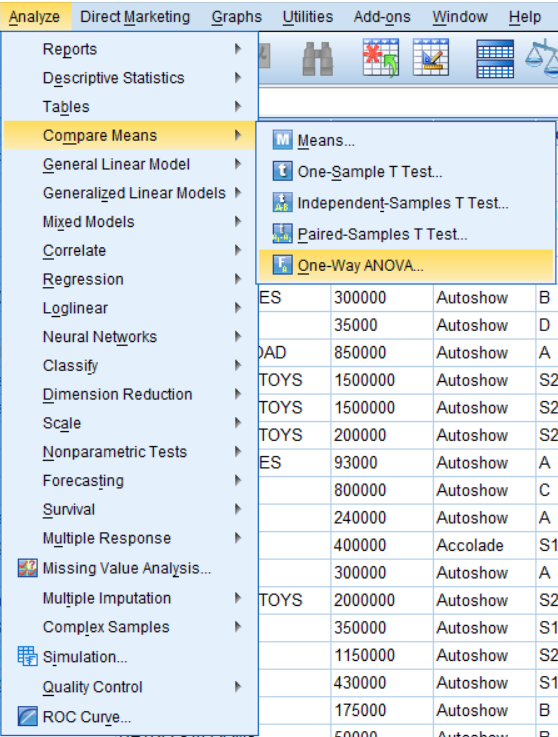 Analyze Direct Marketing Graphs Utilities Add-ons Window Help
Reports
Descriptive Statistics
Tables
Compare Means
General Linear Model
Generalized Linear Models
Mixed Models
Correlate
Regression
Loglinear
Neural Networks
Classify
Dimension Reduction
Scale
Nonparametric Tests
Forecasting
Survival
Multiple Response
Missing Value Analysis...
Multiple Imputation
Complex Samples
Simulation...
Quality Control
ROC Curve...
Means...
One-Sample T Test...
Independent-Samples T Test...
Paired-Samples T Test...
One-Way ANOVA...
ES 300000 Autoshow B
35000 Autoshow D
OAD 850000 Autoshow A
TOYS 1500000 Autoshow S2
TOYS 1500000 Autoshow S2
TOYS 200000 Autoshow S2
ES 93000 Autoshow A
800000 Autoshow C
240000 Autoshow A
400000 Accolade S1
300000 Autoshow A
TOYS 2000000 Autoshow S2
350000 Autoshow S1
1150000 Autoshow S2
430000 Autoshow S1
175000 Autoshow B